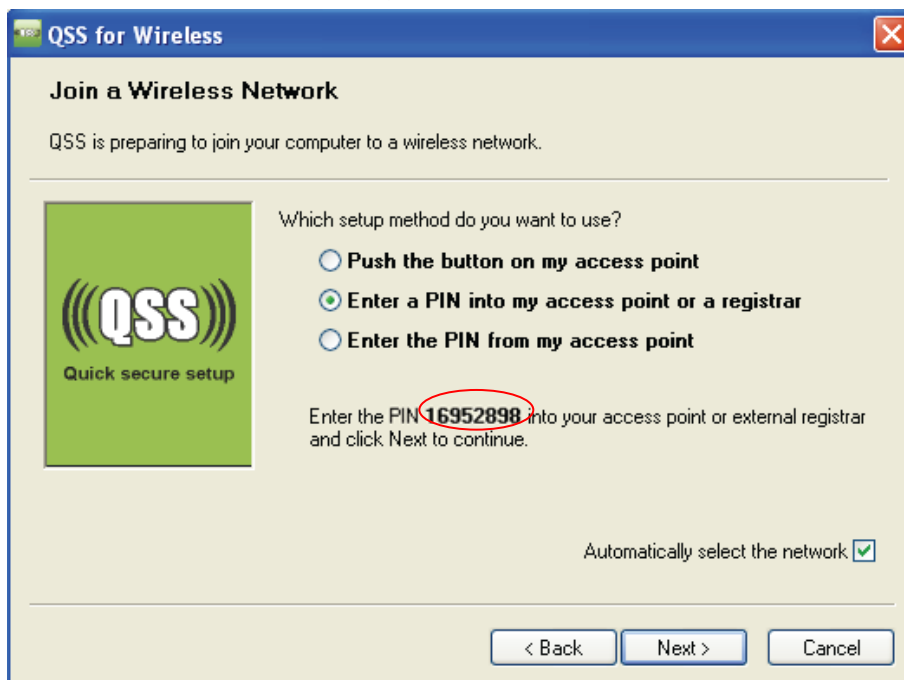 QSS for Wireless
Join a Wireless Network
QSS is preparing to join your computer to a wireless network.
Which setup method do you want to use?
Push the button on my access point
Enter a PIN into my access point or a registrar
Enter the PIN from my access point
(((QSS)))
Quick secure setup
Enter the PIN 16952898 into your access point or external registrar
and click Next to continue.
Automatically select the network
< Back
Next >
Cancel